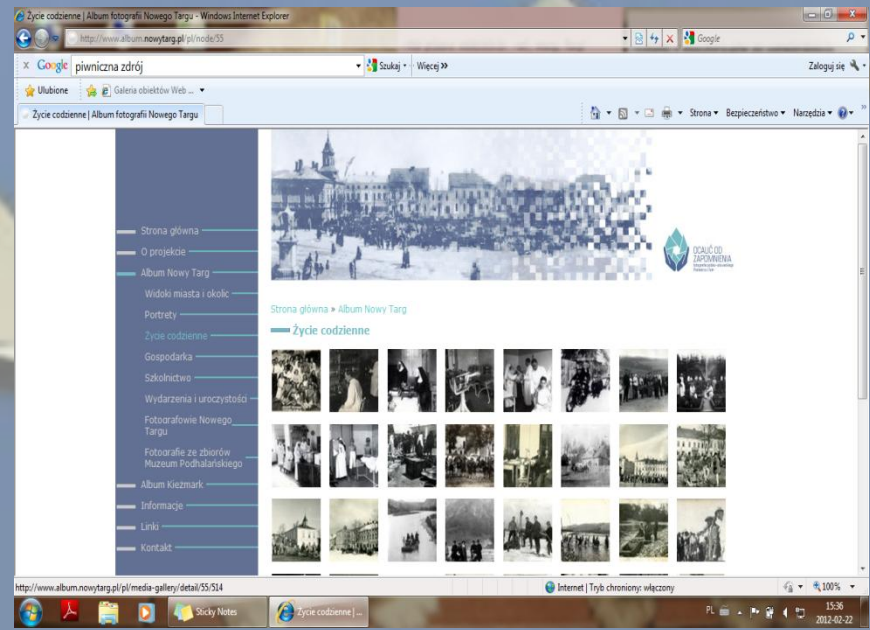 Życie codzienne | Album fotografii Nowego Targu - Windows Internet Explorer
http://www.album.nowytarg.pl/pl/node/55
Google
x Google piwniczna zdrój Szukaj Więcej >> Zaloguj się
Ulubione Galeria obiektów Web ...
Życie codzienne | Album fotografii Nowego Targu
Strona Bezpieczeństwo Narzędzia
Strona główna
O projekcie
Album Nowy Targ
Widoki miasta i okolic
Portrety
Życie codzienne
Gospodarka
Szkolnictwo
Wydarzenia i uroczystości
Fotografowie Nowego
Targu
Fotografie ze zbiorów
Muzeum Podhalańskiego
Album Kieżmark
Informacje
Linki
Kontakt
OCALIĆ OD
ZAPOMNIENIA
Strona główna » Album Nowy Targ
Życie codzienne
http://www.album.nowytarg.pl/pl/media-gallery/detail/55/514
Internet | Tryb chroniony: włączony
100%
Sticky Notes
Życie codzienne | ...
PL
15:36
2012-02-22